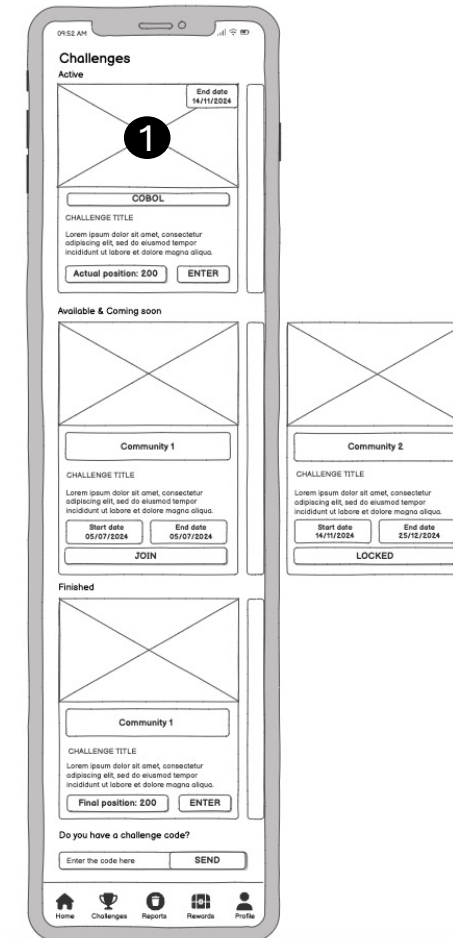 09:52 AM
Challenges
Active
End date
14/11/2024
1
COBOL
CHALLENGE TITLE
Lorem ipsum dolor sit amet, consectetur
adipiscing elit, sed do eiusmod tempor
incididunt ut labore et dolore magna aliqua.
Actual position: 200 ENTER
Available & Coming soon
Community 1
CHALLENGE TITLE
Lorem ipsum dolor sit amet, consectetur
adipiscing elit, sed do eiusmod tempor
incididunt ut labore et dolore magna aliqua.
Start date End date
05/07/2024 05/07/2024
JOIN
Community 2
CHALLENGE TITLE
Lorem ipsum dolor sit amet, consectetur
adipiscing elit, sed do eiusmod tempor
incididunt ut labore et dolore magna aliqua.
Start date End date
14/11/2024 25/12/2024
LOCKED
Finished
Community 1
CHALLENGE TITLE
Lorem ipsum dolor sit amet, consectetur
adipiscing elit, sed do eiusmod tempor
incididunt ut labore et dolore magna aliqua.
Final position: 200 ENTER
Do you have a challenge code?
Enter the code here SEND
Home Challenges Reports Rewards Profile